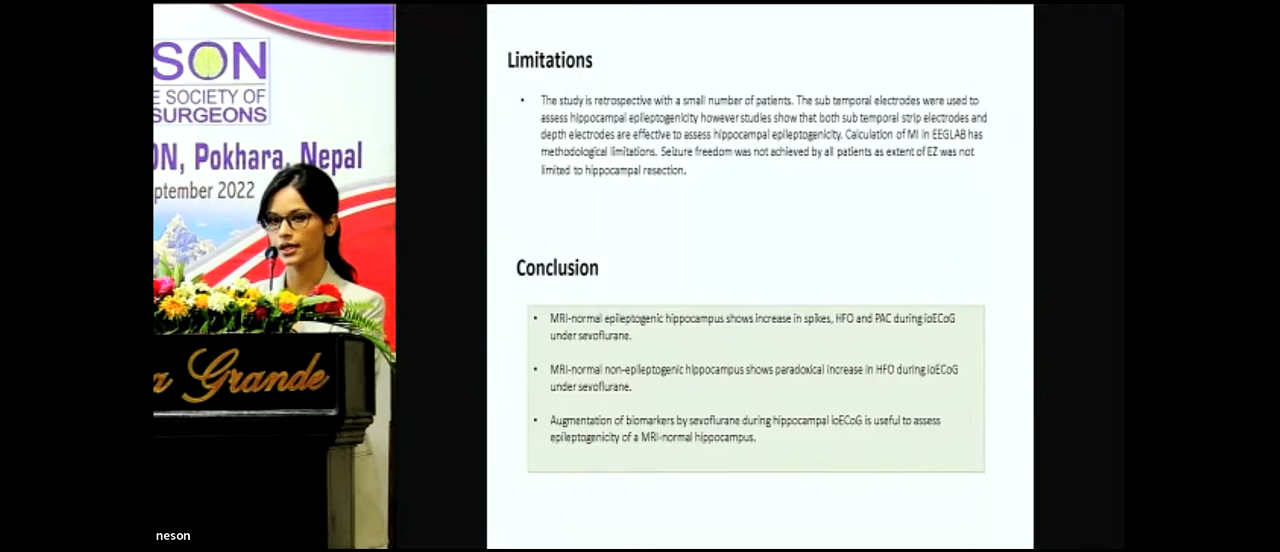 SON
E SOCIETY OF
SURGEONS
ON, Pokhara, Nepal
ptember 2022
a Grande
neson
Limitations
• The study is retrospective with a small number of patients. The sub temporal electrodes were used to
assess hippocampal epileptogenicity however studies show that both sub temporal strip electrodes and
depth electrodes are effective to assess hippocampal epileptogenicity. Calculation of MI in EEGLAB has
methodological limitations. Seizure freedom was not achieved by all patients as extent of EZ was not
limited to hippocampal resection.
Conclusion
• MRI-normal epileptogenic hippocampus shows increase in spikes, HFO and PAC during ioECoG
under sevoflurane.
• MRI-normal non-epileptogenic hippocampus shows paradoxical increase in HFO during ioECoG
under sevoflurane.
• Augmentation of biomarkers by sevoflurane during hippocampal ioECoG is useful to assess
epileptogenicity of a MRI-normal hippocampus.